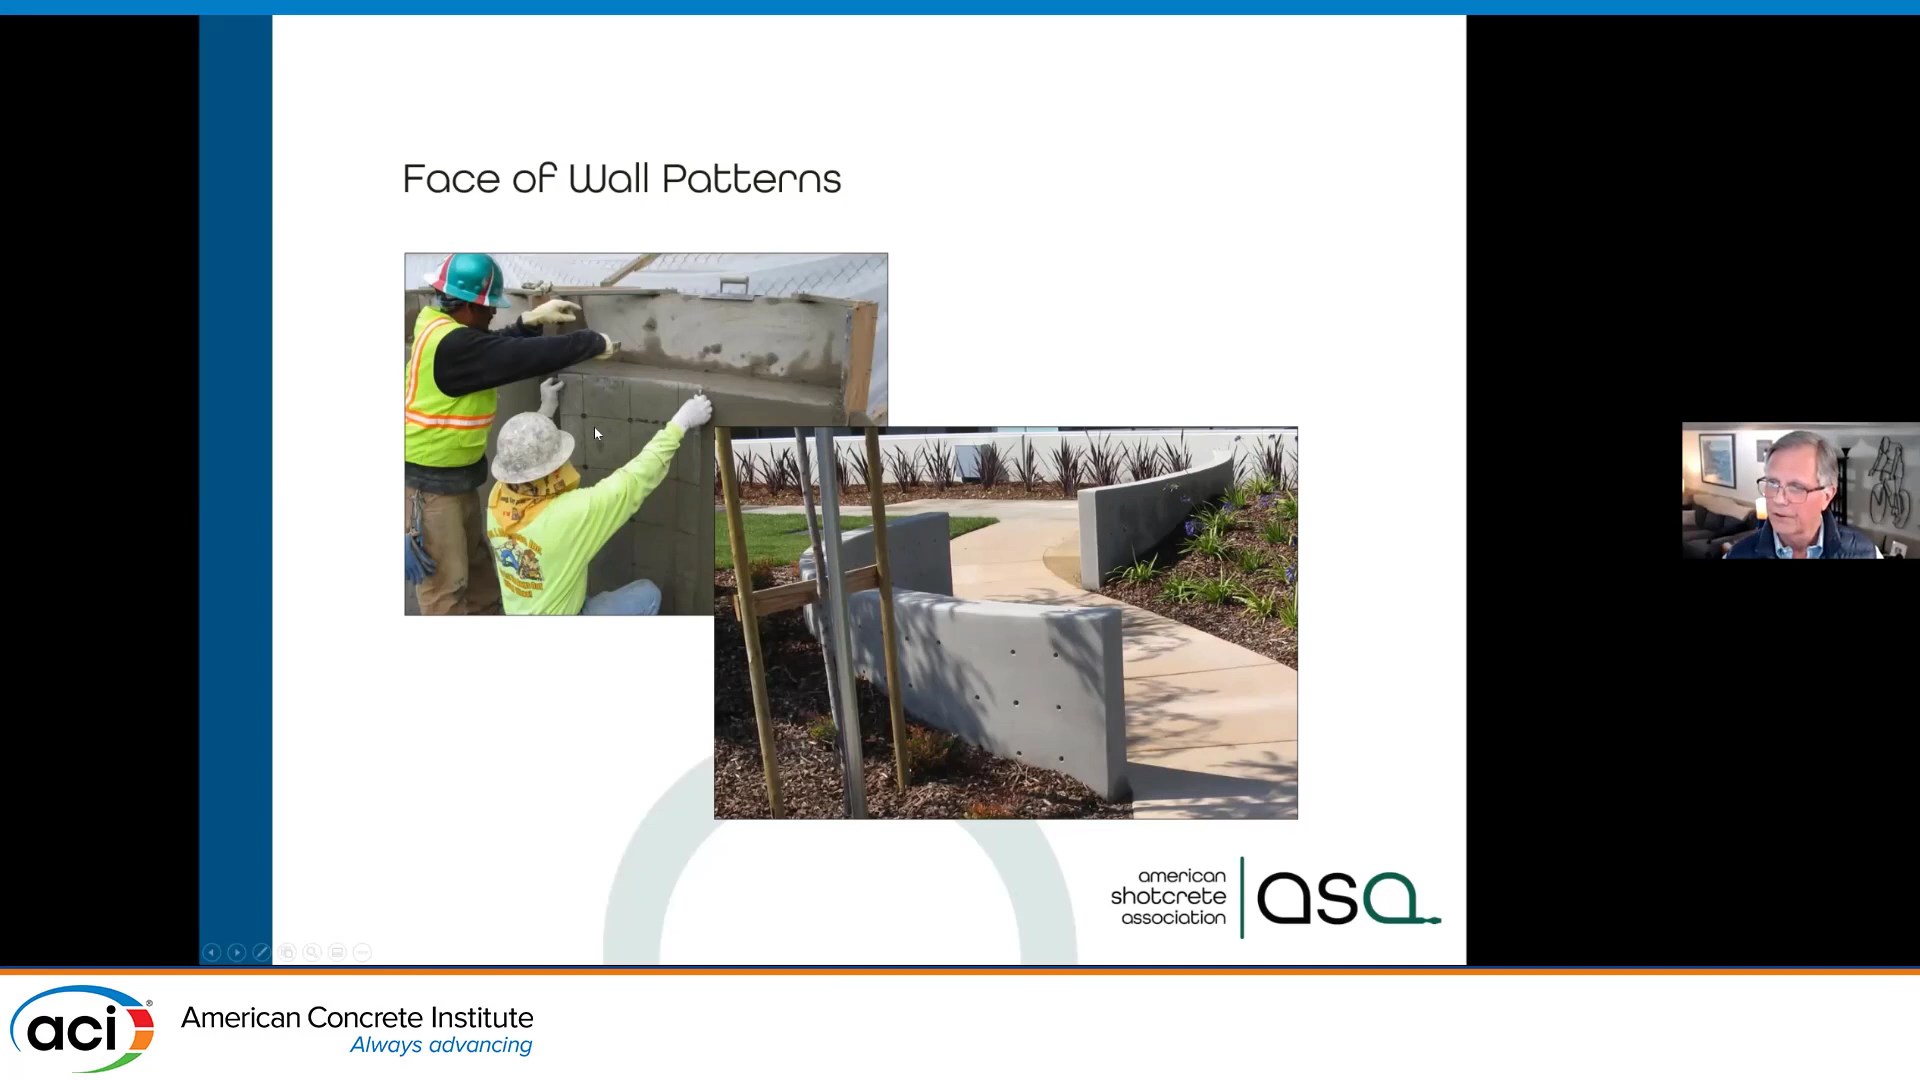 Face of Wall Patterns
american
shotcrete
association
asa
aci®
American Concrete Institute
Always advancing